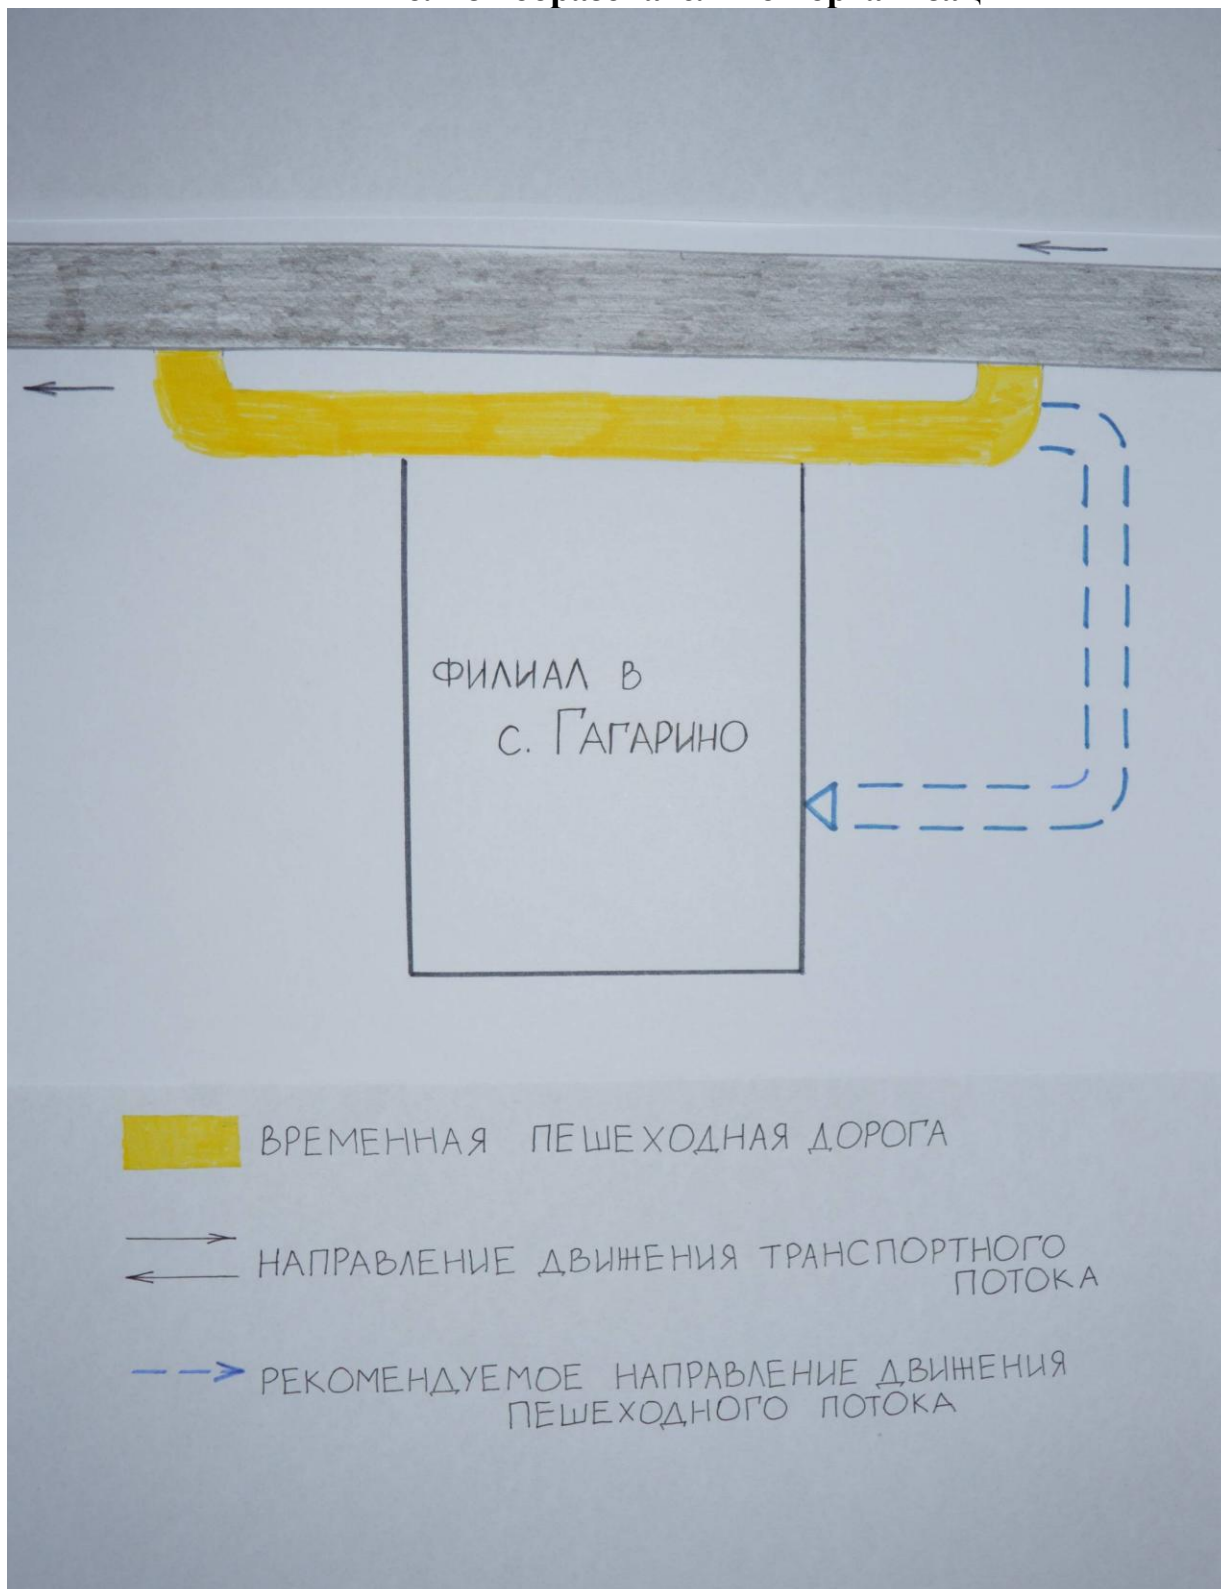 ФИЛИАЛ В
С. ГАГАРИНО
ВРЕМЕННАЯ ПЕШЕХОДНАЯ ДОРОГА
НАПРАВЛЕНИЕ ДВИЖЕНИЯ ТРАНСПОРТНОГО
ПОТОКА
РЕКОМЕНДУЕМОЕ НАПРАВЛЕНИЕ ДВИЖЕНИЯ
ПЕШЕХОДНОГО ПОТОКА